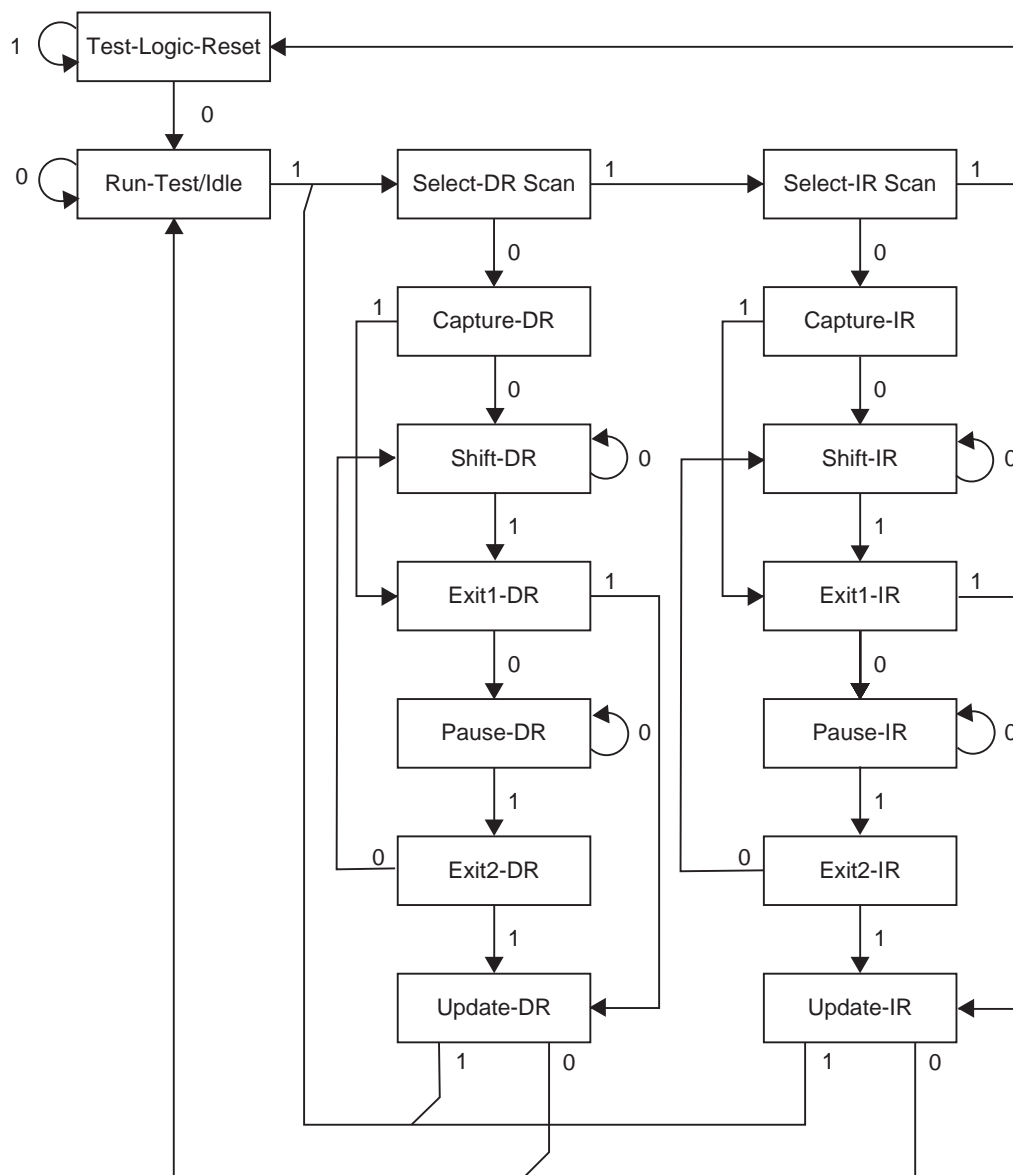 1
Test-Logic-Reset
0
0
Run-Test/Idle
1
Select-DR Scan
1
Select-IR Scan
1
0
0
1
Capture-DR
1
Capture-IR
0
0
Shift-DR
0
Shift-IR
0
1
1
Exit1-DR
1
Exit1-IR
1
0
0
Pause-DR
0
Pause-IR
0
1
1
0
Exit2-DR
0
Exit2-IR
1
1
Update-DR
Update-IR
1
0
1
0